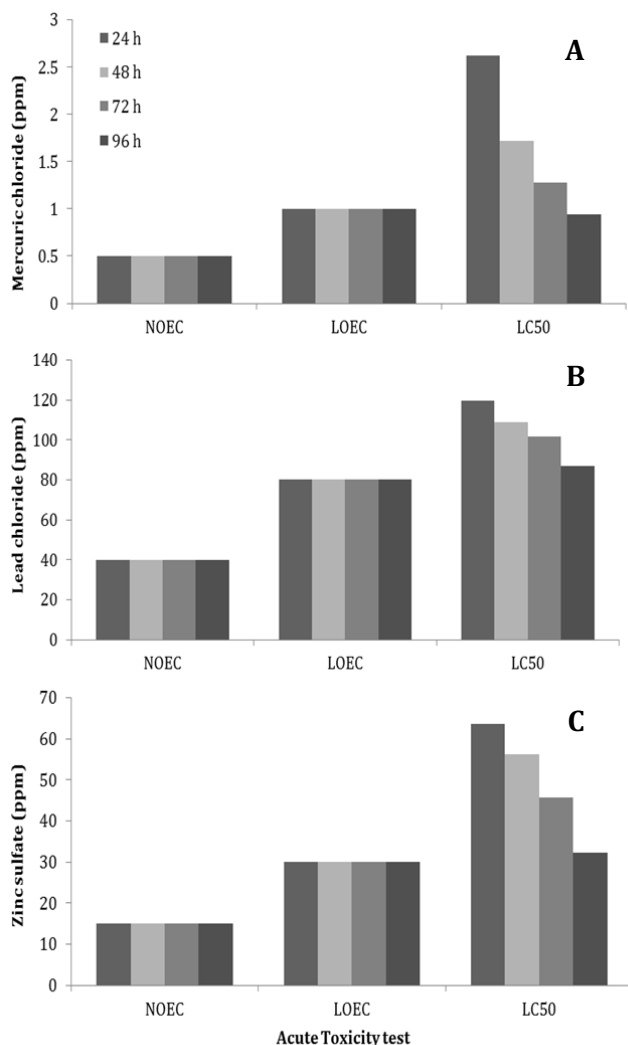 Mercuric chloride (ppm)
3
2.5
2
1.5
1
0.5
0
24 h
48 h
72 h
96 h
A
NOEC LOEC LC50
Lead chloride (ppm)
140
120
100
80
60
40
20
0
B
NOEC LOEC LC50
Zinc sulfate (ppm)
70
60
50
40
30
20
10
0
C
NOEC LOEC LC50
Acute Toxicity test